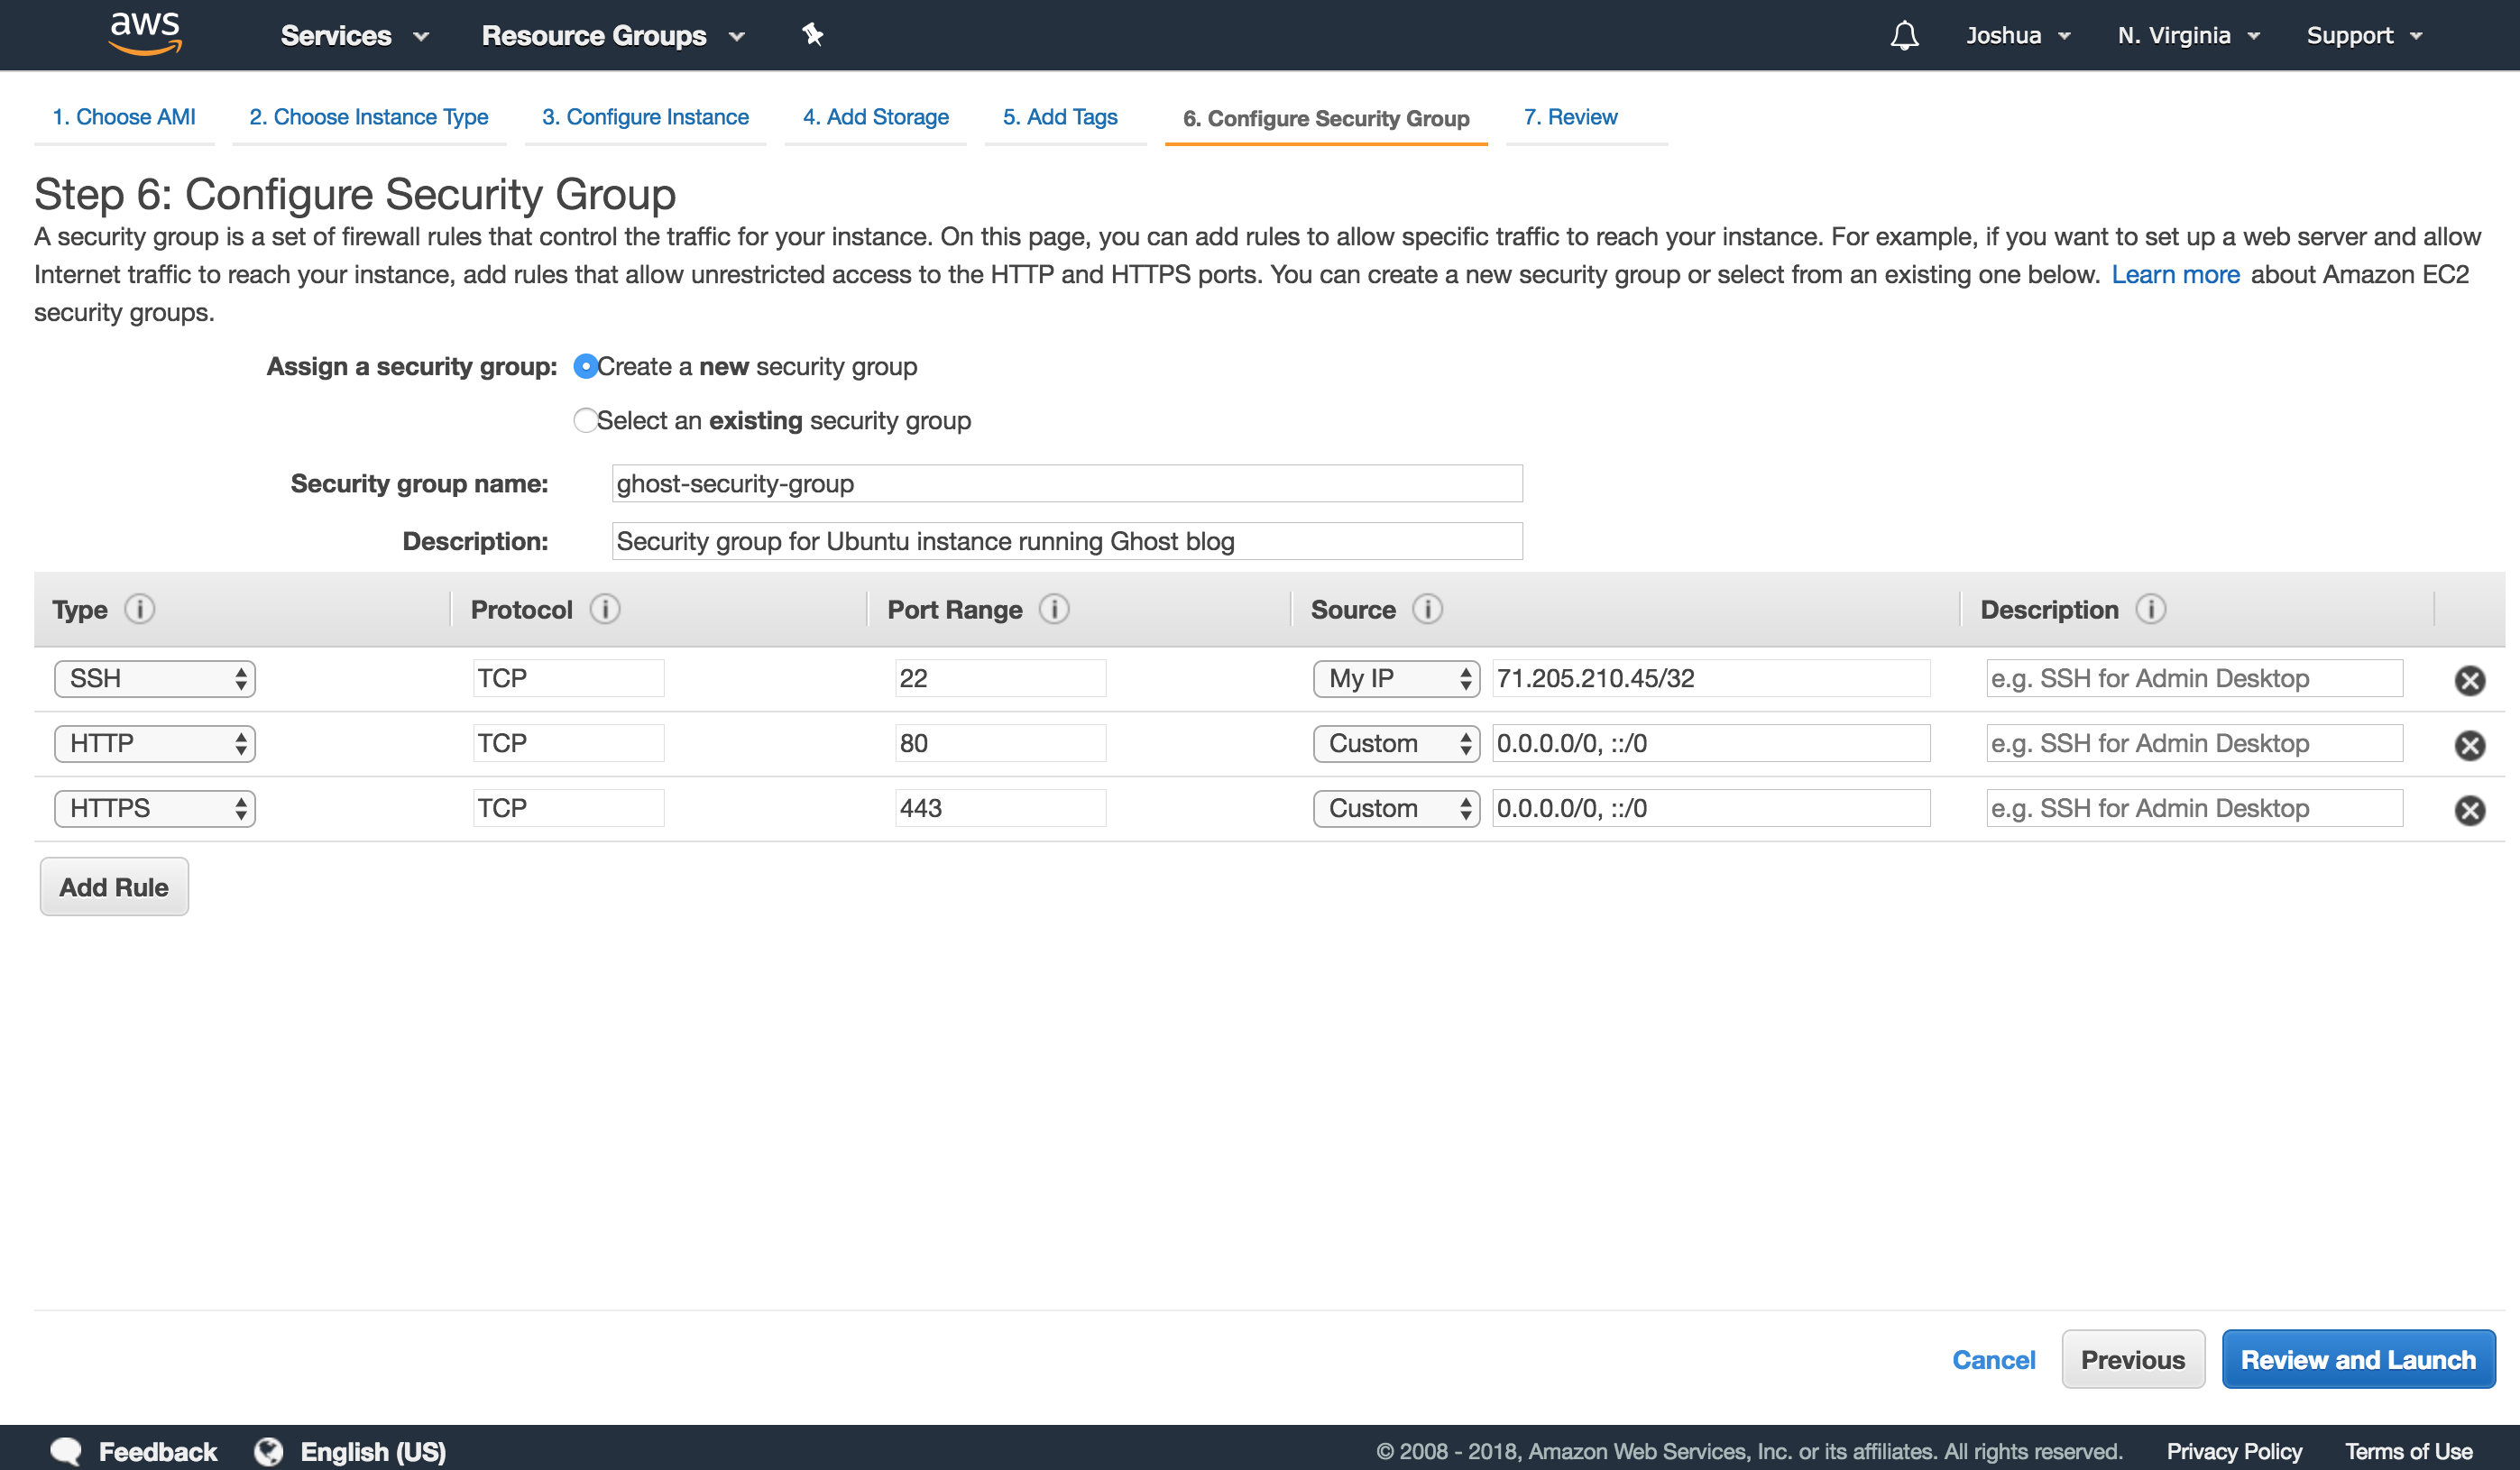 aws Services Resource Groups Joshua N. Virginia Support
1. Choose AMI 2. Choose Instance Type 3. Configure Instance 4. Add Storage 5. Add Tags 6. Configure Security Group 7. Review
Step 6: Configure Security Group
A security group is a set of firewall rules that control the traffic for your instance. On this page, you can add rules to allow specific traffic to reach your instance. For example, if you want to set up a web server and allow
Internet traffic to reach your instance, add rules that allow unrestricted access to the HTTP and HTTPS ports. You can create a new security group or select from an existing one below. Learn more about Amazon EC2
security groups.
Assign a security group: Create a new security group
Select an existing security group
Security group name: ghost-security-group
Description: Security group for Ubuntu instance running Ghost blog
Type i Protocol i Port Range i Source i Description i
SSH TCP 22 My IP 71.205.210.45/32 e.g. SSH for Admin Desktop
HTTP TCP 80 Custom 0.0.0.0/0, ::/0 e.g. SSH for Admin Desktop
HTTPS TCP 443 Custom 0.0.0.0/0, ::/0 e.g. SSH for Admin Desktop
Add Rule
Cancel Previous Review and Launch
Feedback English (US) © 2008 - 2018, Amazon Web Services, Inc. or its affiliates. All rights reserved. Privacy Policy Terms of Use